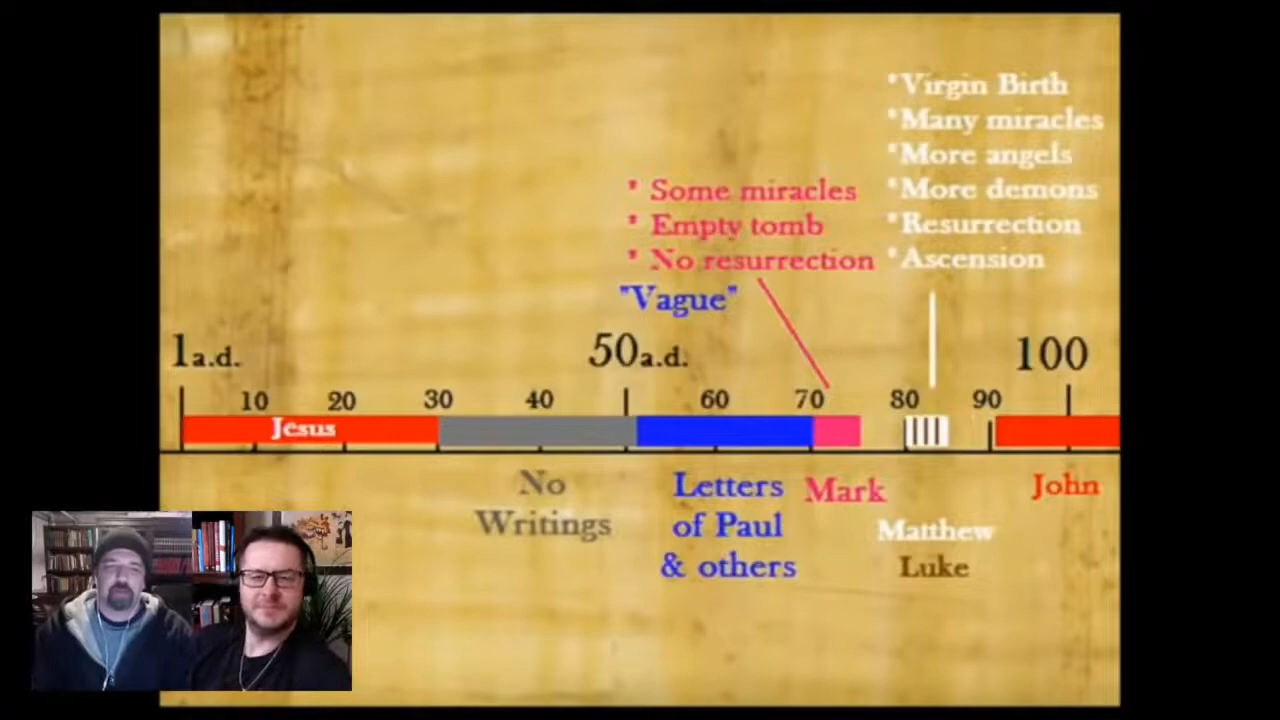 *Virgin Birth
*Many miracles
*More angels
*More demons
*Resurrection
*Ascension
* Some miracles
* Empty tomb
* No resurrection
"Vague"
1a.d.
50a.d.
100
10
20
30
40
60
70
80
90
Jesus
No
Writings
Letters
of Paul
& others
Mark
Matthew
Luke
John